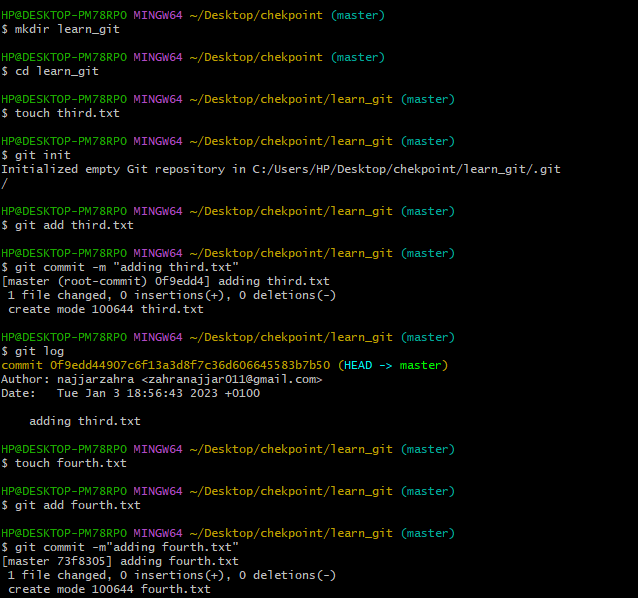 HP@DESKTOP-PM78RPO MINGW64 ~/Desktop/chekpoint (master)
$ mkdir learn_git
HP@DESKTOP-PM78RPO MINGW64 ~/Desktop/chekpoint (master)
$ cd learn_git
HP@DESKTOP-PM78RPO MINGW64 ~/Desktop/chekpoint/learn_git (master)
$ touch third.txt
HP@DESKTOP-PM78RPO MINGW64 ~/Desktop/chekpoint/learn_git (master)
$ git init
Initialized empty Git repository in C:/Users/HP/Desktop/chekpoint/learn_git/.git
/
HP@DESKTOP-PM78RPO MINGW64 ~/Desktop/chekpoint/learn_git (master)
$ git add third.txt
HP@DESKTOP-PM78RPO MINGW64 ~/Desktop/chekpoint/learn_git (master)
$ git commit -m "adding third.txt"
[master (root-commit) 0f9edd4] adding third.txt
 1 file changed, 0 insertions(+), 0 deletions(-)
 create mode 100644 third.txt
HP@DESKTOP-PM78RPO MINGW64 ~/Desktop/chekpoint/learn_git (master)
$ git log
commit 0f9edd44907c6f13a3d8f7c36d606645583b7b50 (HEAD -> master)
Author: najjarzahra <zahranajjar011@gmail.com>
Date:   Tue Jan 3 18:56:43 2023 +0100
    adding third.txt
HP@DESKTOP-PM78RPO MINGW64 ~/Desktop/chekpoint/learn_git (master)
$ touch fourth.txt
HP@DESKTOP-PM78RPO MINGW64 ~/Desktop/chekpoint/learn_git (master)
$ git add fourth.txt
HP@DESKTOP-PM78RPO MINGW64 ~/Desktop/chekpoint/learn_git (master)
$ git commit -m"adding fourth.txt"
[master 73f8305] adding fourth.txt
 1 file changed, 0 insertions(+), 0 deletions(-)
 create mode 100644 fourth.txt